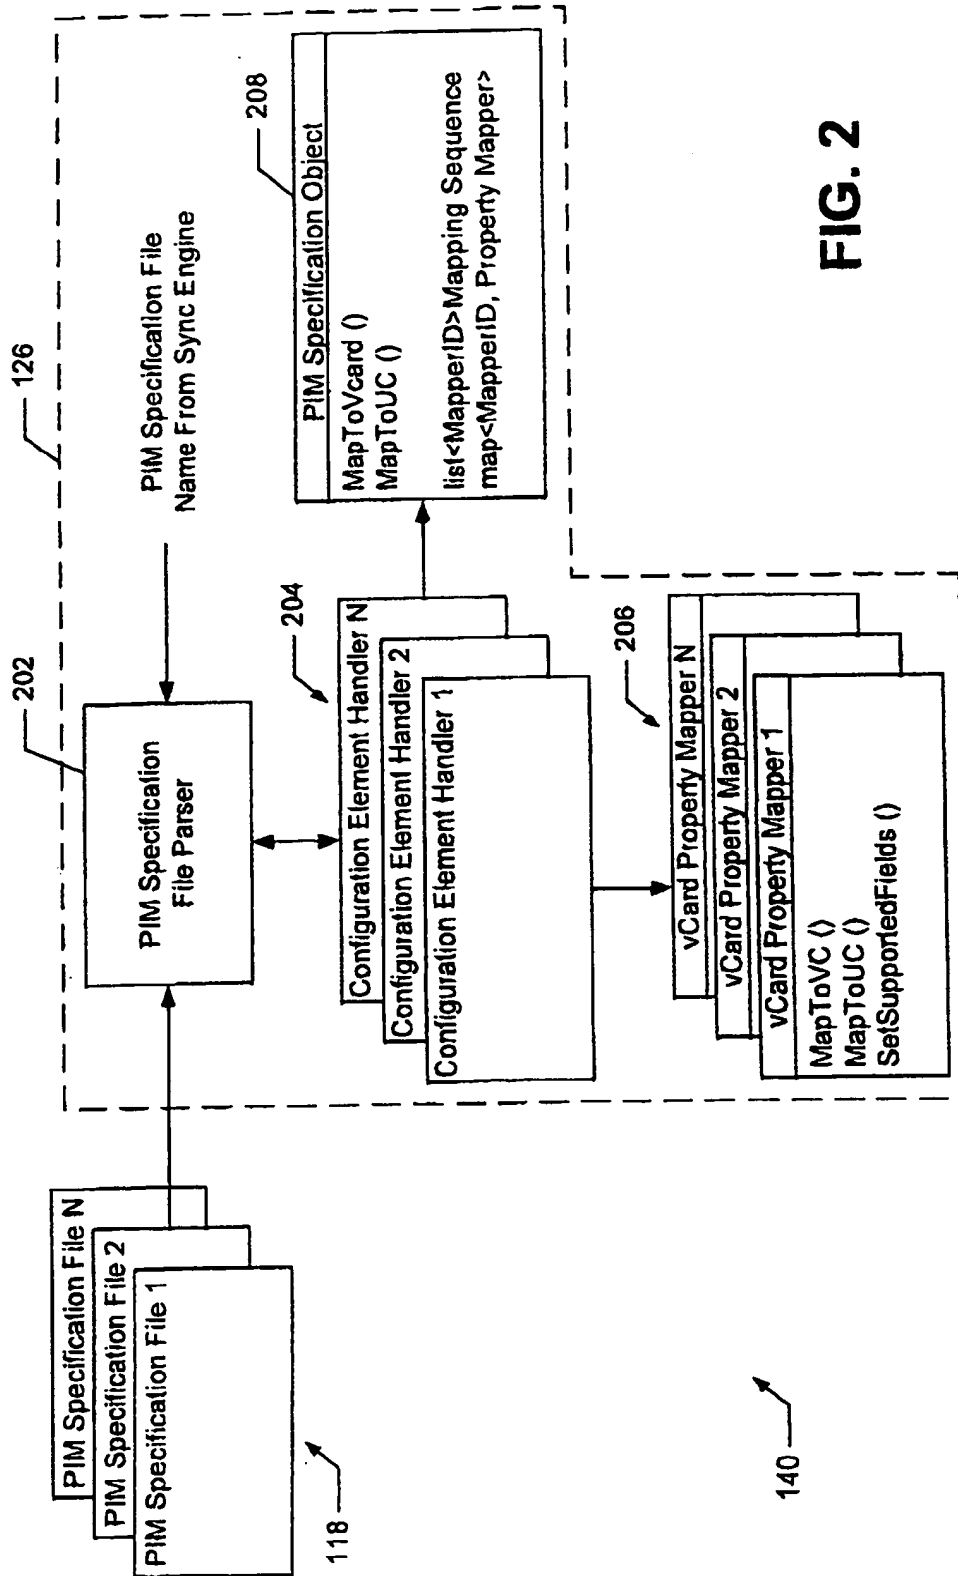 126
202
PIM Specification
File Parser
PIM Specification File
Name From Sync Engine
208
PIM Specification Object
MapToVcard ()
MapToUC ()
list<MapperID>Mapping Sequence
map<MapperID, Property Mapper>
204
Configuration Element Handler N
Configuration Element Handler 2
Configuration Element Handler 1
206
vCard Property Mapper N
vCard Property Mapper 2
vCard Property Mapper 1
MapToVC ()
MapToUC ()
SetSupportedFields ()
PIM Specification File N
PIM Specification File 2
PIM Specification File 1
118
140
FIG. 2